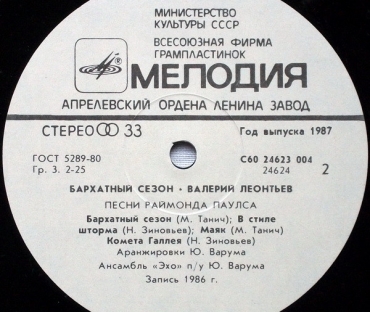 МИНИСТЕРСТВО
КУЛЬТУРЫ СССР
ВСЕСОЮЗНАЯ ФИРМА
ГРАМПЛАСТИНОК
МЕЛОДИЯ
АПРЕЛЕВСКИЙ ОРДЕНА ЛЕНИНА ЗАВОД
СТЕРЕО 33
Год выпуска 1987
ГОСТ 5289-80
С60 24623 004
Гр. 3. 2-25
24624
2
БАРХАТНЫЙ СЕЗОН • ВАЛЕРИЙ ЛЕОНТЬЕВ
ПЕСНИ РАЙМОНДА ПАУЛСА
Бархатный сезон (М. Танич); В стиле
шторма (Н. Зиновьев); Маяк (М. Танич)
Комета Галлея (Н. Зиновьев)
Аранжировки Ю. Варума
Ансамбль «Эхо» п/у Ю. Варума
Запись 1986 г.